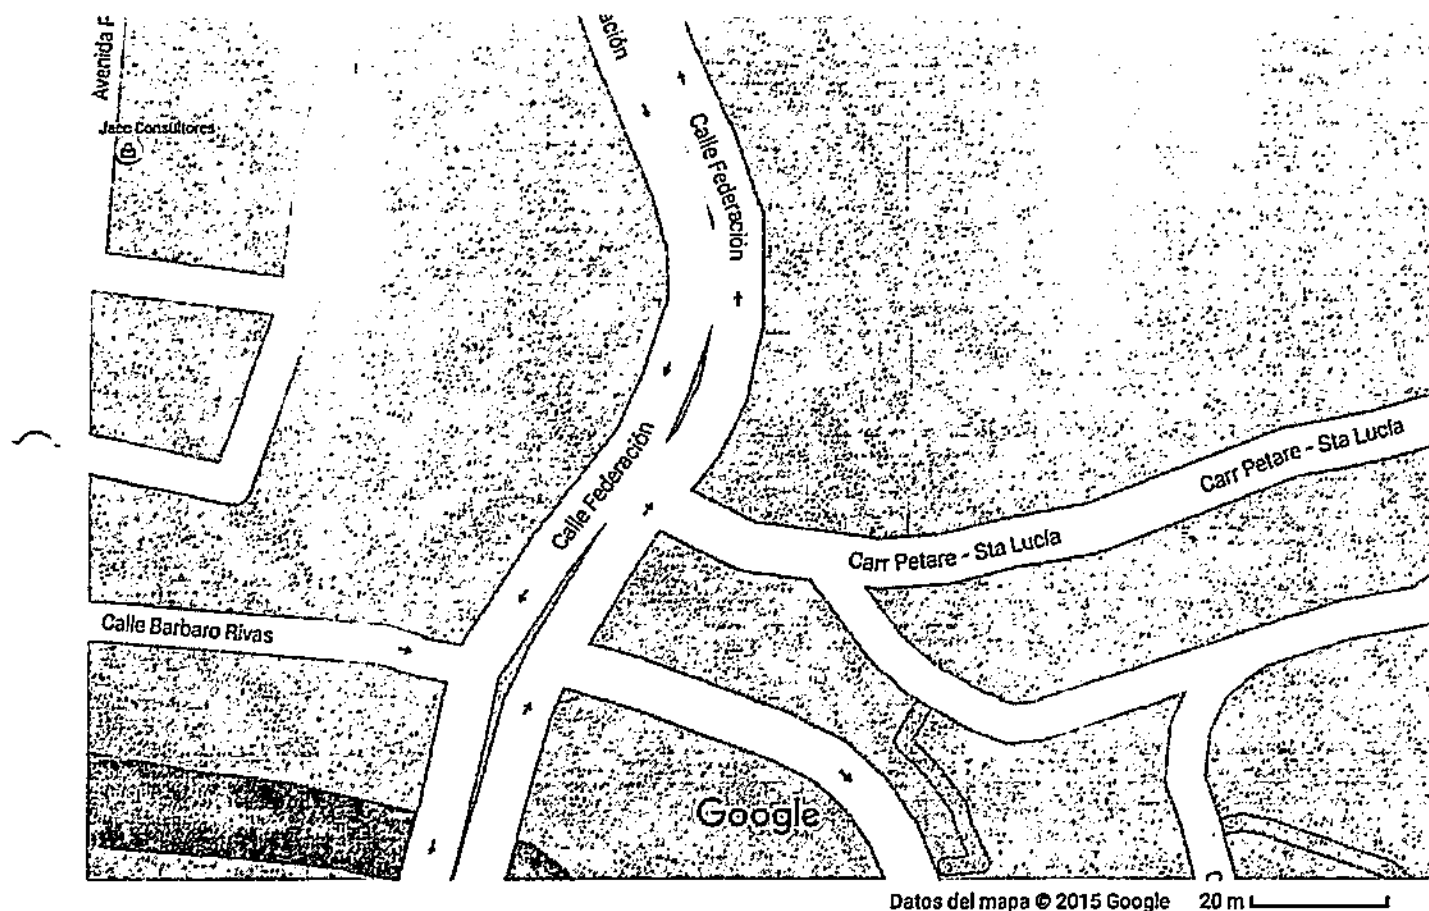 Avenida F
ación
Jacc Consultores
Calle Federación
Calle Federación
Carr Petare - Sta Lucía
Carr Petare - Sta Lucía
Calle Barbaro Rivas
Google
Datos del mapa © 2015 Google 20 m